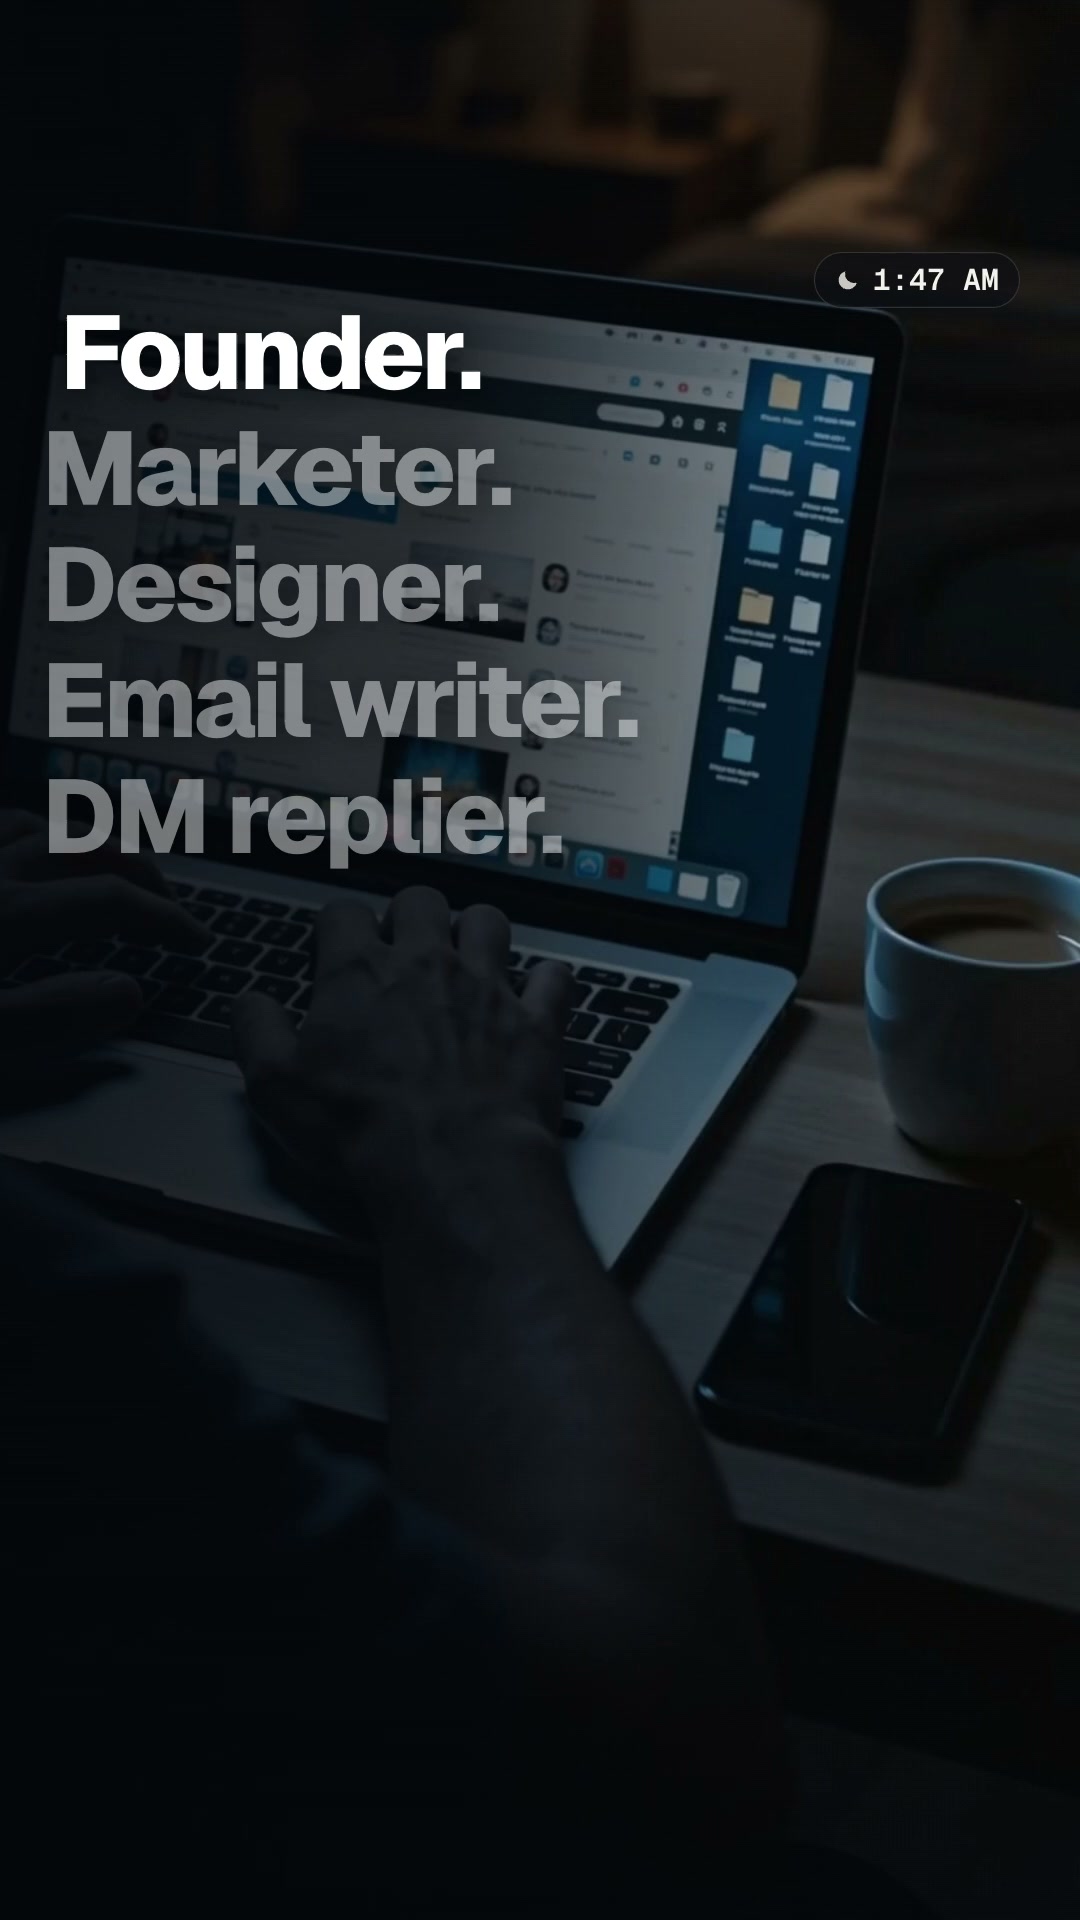 1:47 AM
Founder.
Marketer.
Designer.
Email writer.
DM replier.